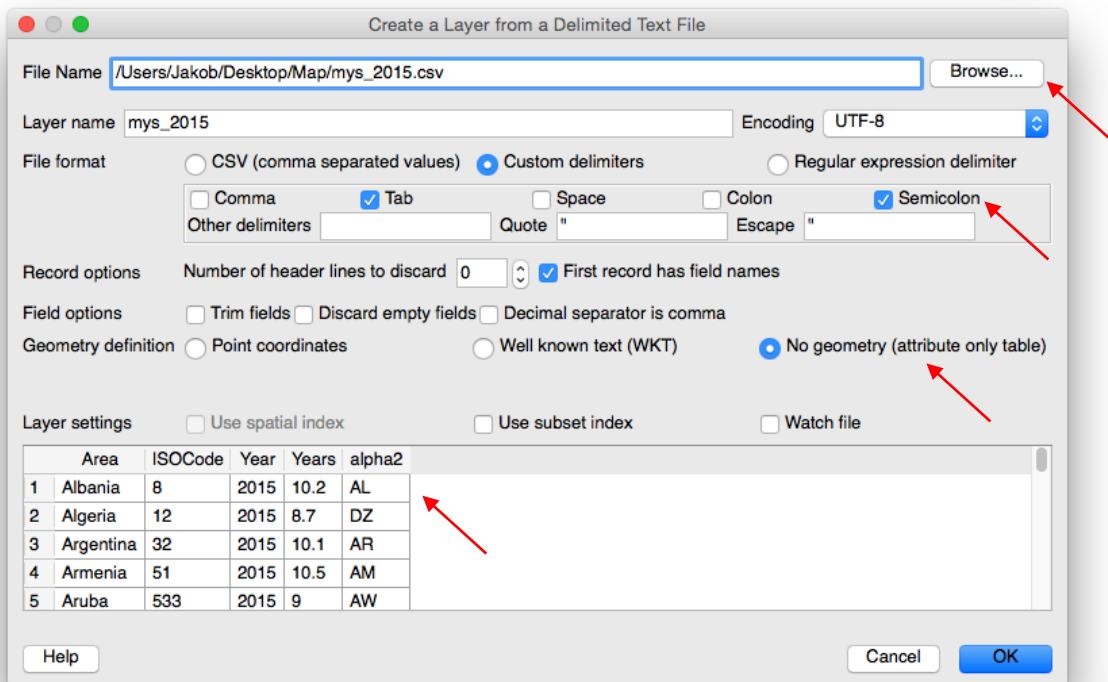 Create a Layer from a Delimited Text File
File Name /Users/Jakob/Desktop/Map/mys_2015.csv Browse...
Layer name mys_2015 Encoding UTF-8
File format CSV (comma separated values) Custom delimiters Regular expression delimiter
Comma Tab Space Colon Semicolon
Other delimiters Quote " Escape "
Record options Number of header lines to discard 0 First record has field names
Field options Trim fields Discard empty fields Decimal separator is comma
Geometry definition Point coordinates Well known text (WKT) No geometry (attribute only table)
Layer settings Use spatial index Use subset index Watch file
Area ISOCode Year Years alpha2
1 Albania 8 2015 10.2 AL
2 Algeria 12 2015 8.7 DZ
3 Argentina 32 2015 10.1 AR
4 Armenia 51 2015 10.5 AM
5 Aruba 533 2015 9 AW
Help Cancel OK